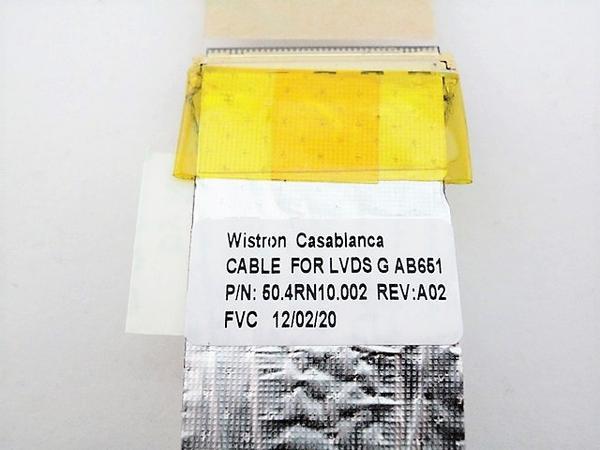 Wistron Casablanca
CABLE FOR LVDS G AB651
P/N: 50.4RN10.002 REV:A02
FVC 12/02/20